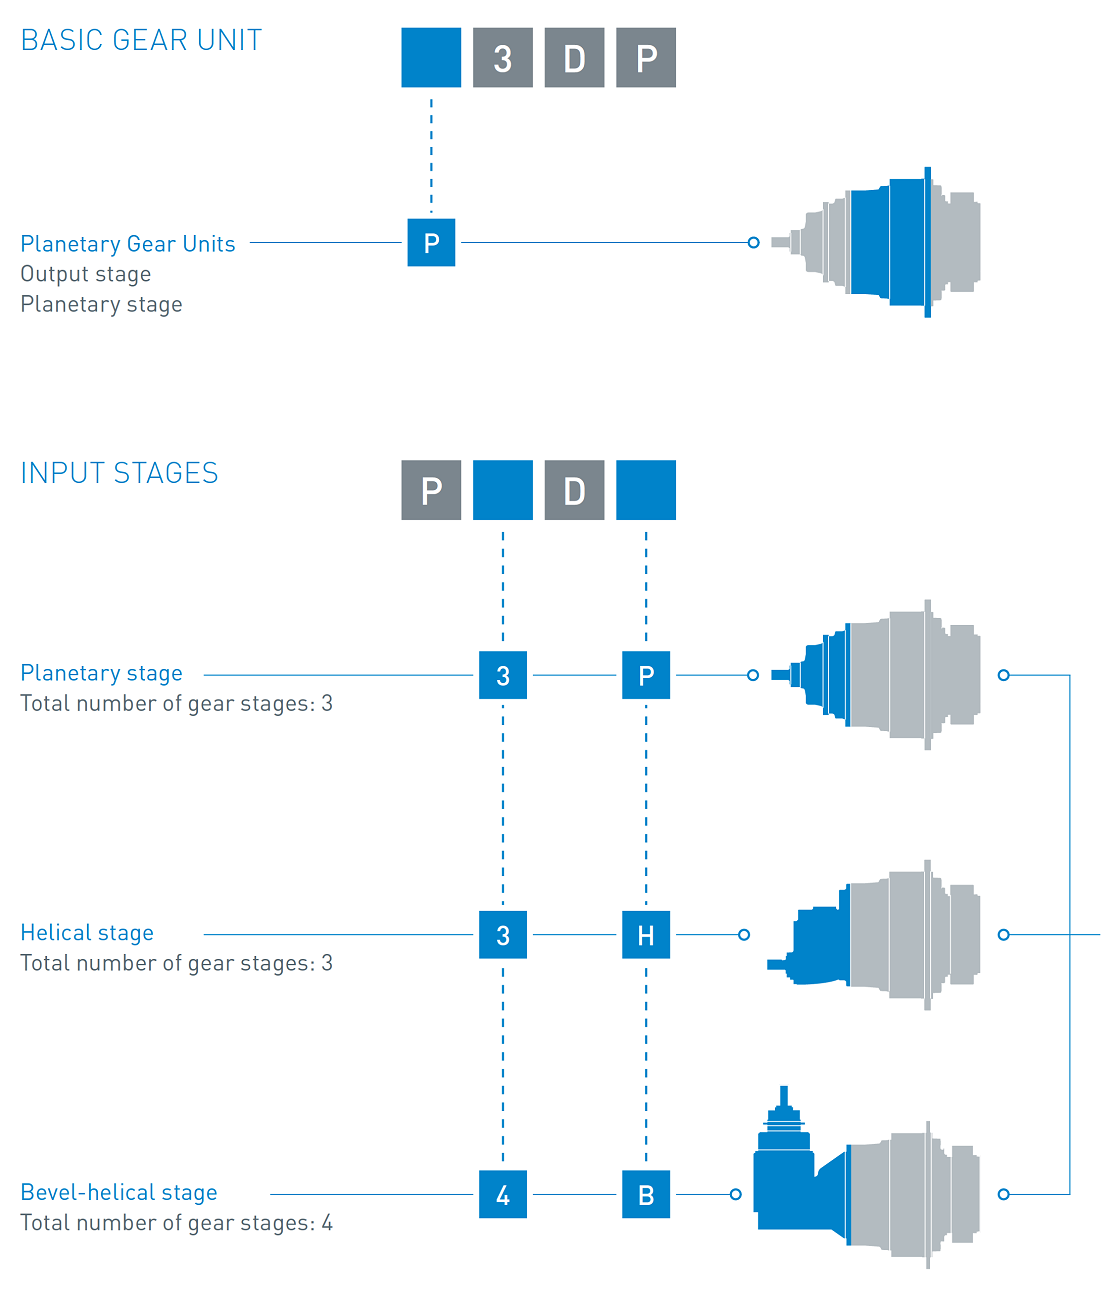 BASIC GEAR UNIT
3 D P
Planetary Gear Units
P
Output stage
Planetary stage
INPUT STAGES
P D
Planetary stage
3 P
Total number of gear stages: 3
Helical stage
3 H
Total number of gear stages: 3
Bevel-helical stage
4 B
Total number of gear stages: 4